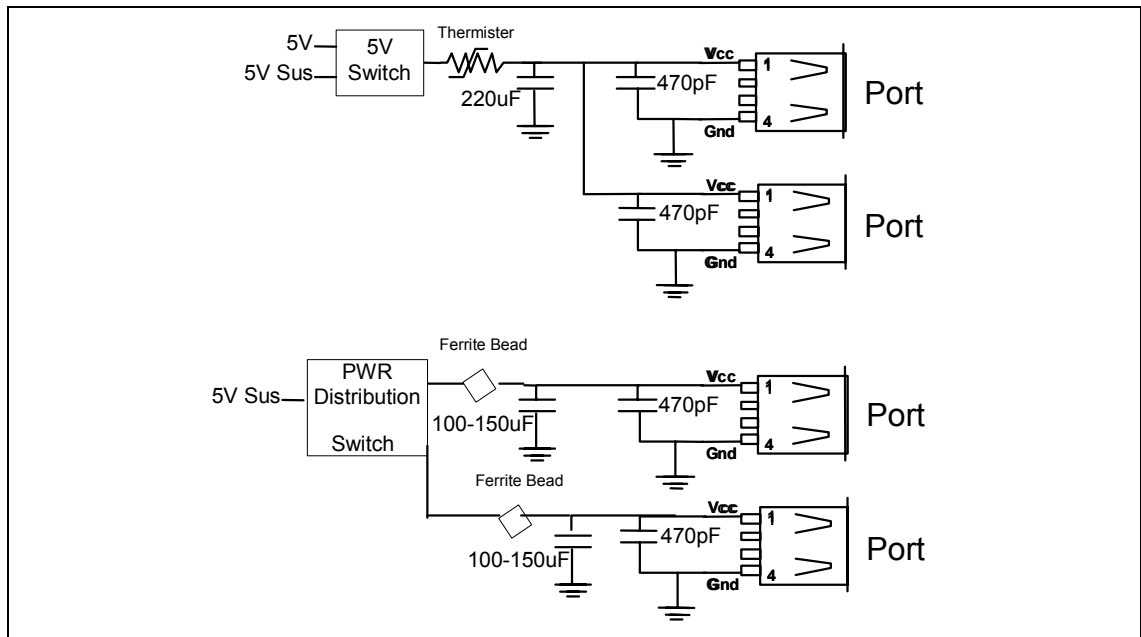 Thermister
5V
5V Sus
5V
Switch
220uF
470pF
Vcc
1
4
Gnd
Port
470pF
Vcc
1
4
Gnd
Port
5V Sus
PWR
Distribution
Switch
Ferrite Bead
100-150uF
470pF
Vcc
1
4
Gnd
Port
Ferrite Bead
100-150uF
470pF
Vcc
1
4
Gnd
Port